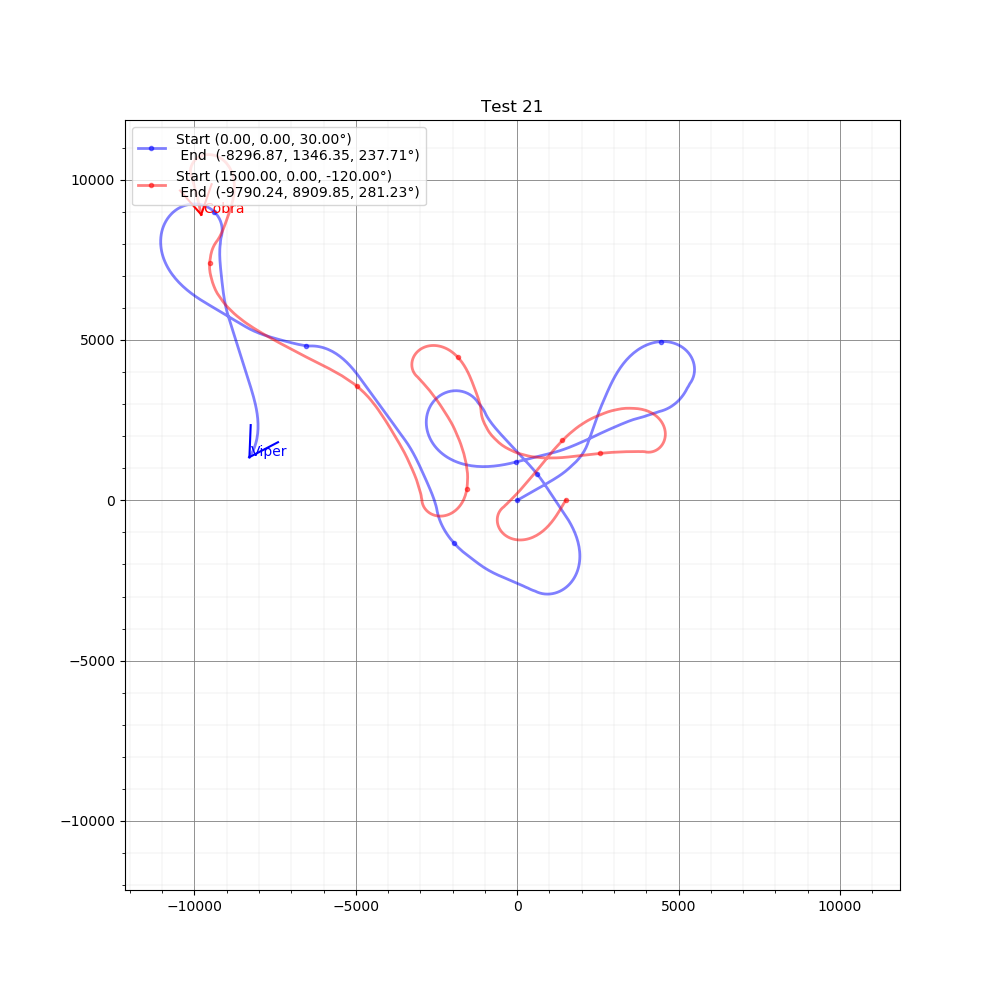 Test 21
Start (0.00, 0.00, 30.00°)
End (-8296.87, 1346.35, 237.71°)
Start (1500.00, 0.00, -120.00°)
End (-9790.24, 8909.85, 281.23°)
Cobra
Viper
10000
5000
0
−5000
−10000
−10000
−5000
0
5000
10000